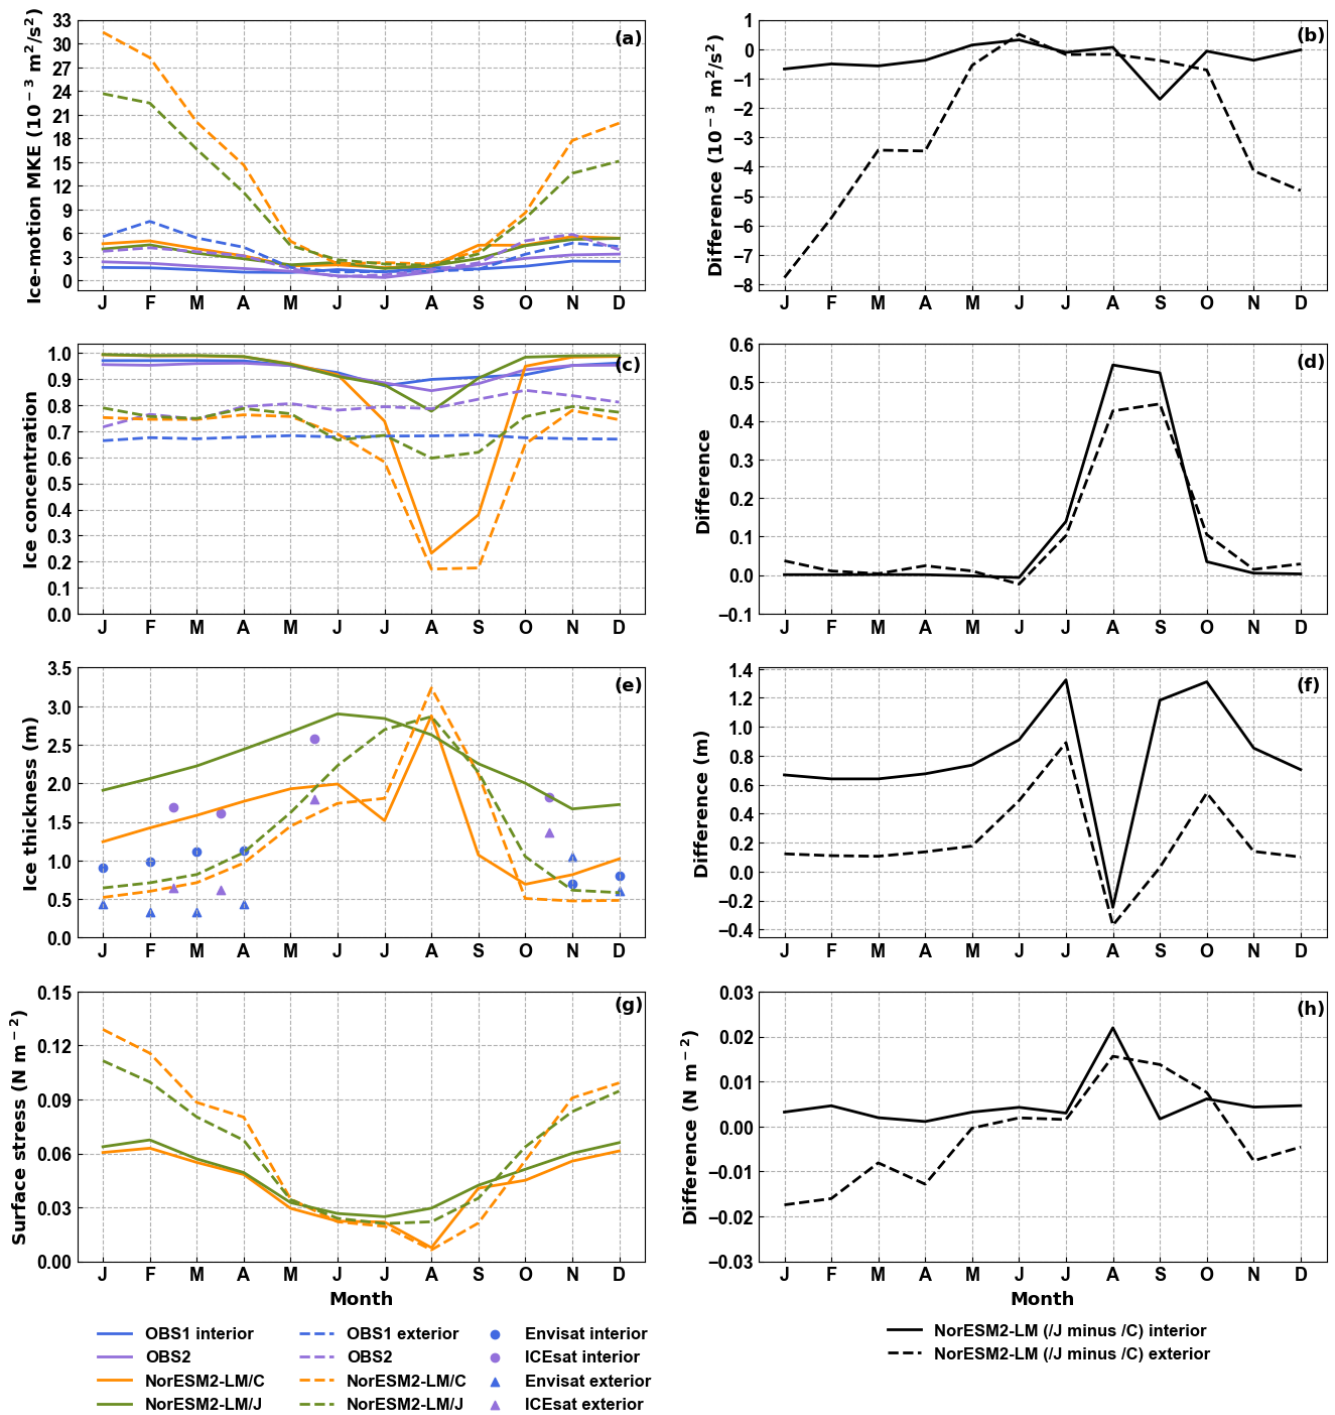 (a)
Ice-motion MKE (10⁻³ m²/s²)
33
30
27
24
21
18
15
12
9
6
3
0
J F M A M J J A S O N D
(b)
Difference (10⁻³ m²/s²)
1
0
−1
−2
−3
−4
−5
−6
−7
−8
J F M A M J J A S O N D
(c)
Ice concentration
1.0
0.9
0.8
0.7
0.6
0.5
0.4
0.3
0.2
0.1
0.0
J F M A M J J A S O N D
(d)
Difference
0.6
0.5
0.4
0.3
0.2
0.1
0.0
−0.1
J F M A M J J A S O N D
(e)
Ice thickness (m)
3.5
3.0
2.5
2.0
1.5
1.0
0.5
0.0
J F M A M J J A S O N D
(f)
Difference (m)
1.4
1.2
1.0
0.8
0.6
0.4
0.2
0.0
−0.2
−0.4
J F M A M J J A S O N D
(g)
Surface stress (N m⁻²)
0.15
0.12
0.09
0.06
0.03
0.00
J F M A M J J A S O N D
Month
(h)
Difference (N m⁻²)
0.03
0.02
0.01
0.00
−0.01
−0.02
−0.03
J F M A M J J A S O N D
Month
OBS1 interior
OBS2
NorESM2-LM/C
NorESM2-LM/J
OBS1 exterior
OBS2
NorESM2-LM/C
NorESM2-LM/J
Envisat interior
ICEsat interior
Envisat exterior
ICEsat exterior
NorESM2-LM (/J minus /C) interior
NorESM2-LM (/J minus /C) exterior